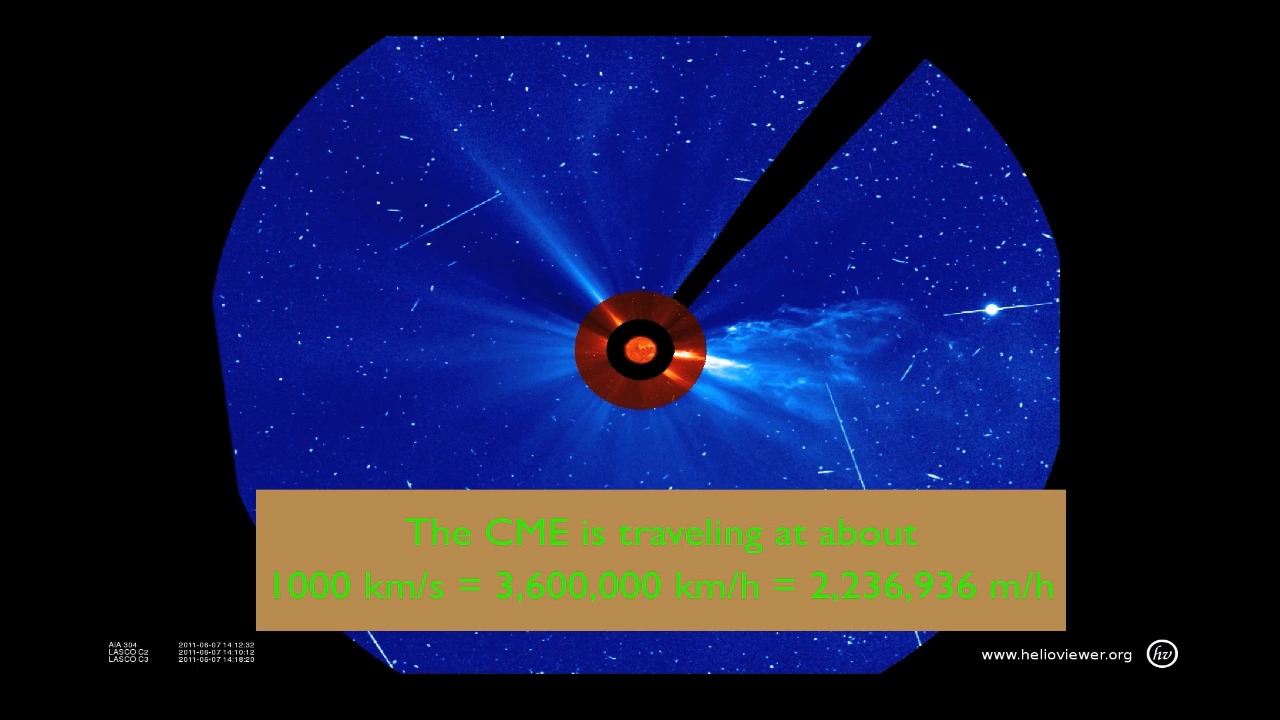 The CME is traveling at about
1000 km/s = 3,600,000 km/h = 2,236,936 m/h
AIA 304 2011-06-07 14:12:32
LASCO C2 2011-06-07 14:10:12
LASCO C3 2011-06-07 14:18:20
www.helioviewer.org hv